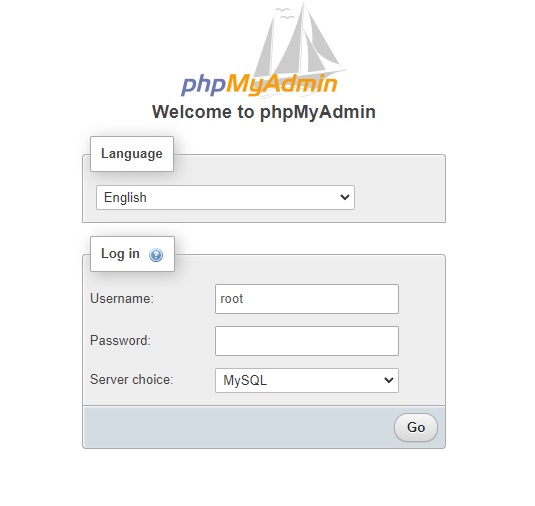 phpMyAdmin
Welcome to phpMyAdmin
Language
English
Log in
Username: root
Password:
Server choice: MySQL
Go